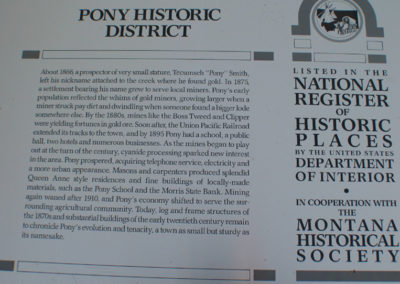 PONY HISTORIC
DISTRICT
About 1866 a prospector of very small stature, Tecumseh "Pony" Smith,
left his nickname attached to the creek where he found gold. In 1875,
a settlement bearing his name grew to serve local miners. Pony's early
population reflected the whims of gold miners, growing larger when a
miner struck pay dirt and dwindling when someone found a bigger lode
somewhere else. By the 1880s, mines like the Boss Tweed and Clipper
were yielding fortunes in gold ore. Soon after, the Union Pacific Railroad
extended its tracks to the town, and by 1895 Pony had a school, a public
hall, two hotels and numerous businesses. As the mines began to play
out at the turn of the century, cyanide processing sparked new interest
in the area. Pony prospered, acquiring telephone service, electricity and
a more urban appearance. Masons and carpenters produced splendid
Queen Anne style residences and fine buildings of locally-made
materials, such as the Pony School and the Morris State Bank. Mining
again waned after 1910, and Pony's economy shifted to serve the sur-
rounding agricultural community. Today, log and frame structures of
the 1870s and substantial buildings of the early twentieth century remain
to chronicle Pony's evolution and tenacity, a town as small but sturdy as
its namesake.
LISTED IN THE
NATIONAL
REGISTER
OF
HISTORIC
PLACES
BY THE UNITED STATES
DEPARTMENT
OF INTERIOR
IN COOPERATION WITH
THE
MONTANA
HISTORICAL
SOCIETY